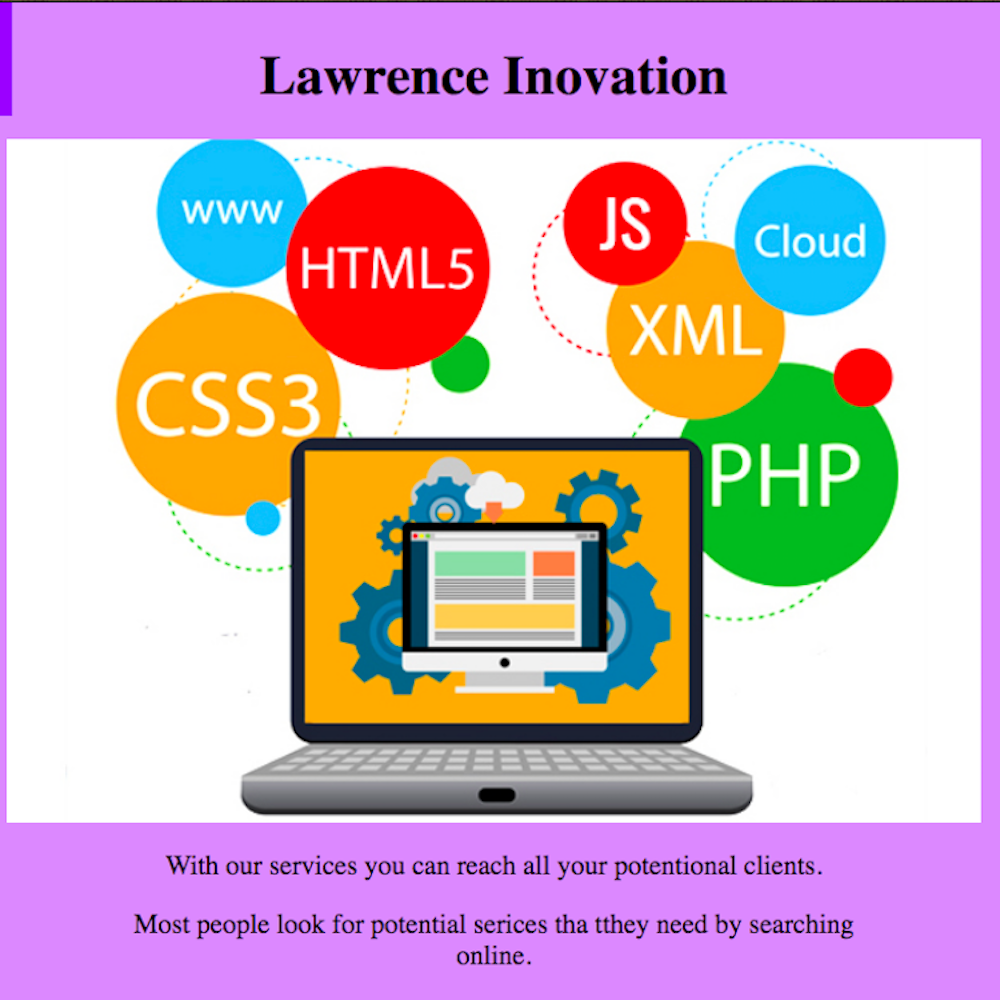 Lawrence Inovation
www
HTML5
JS
Cloud
XML
CSS3
PHP
With our services you can reach all your potentional clients.
Most people look for potential serices tha tthey need by searching
online.